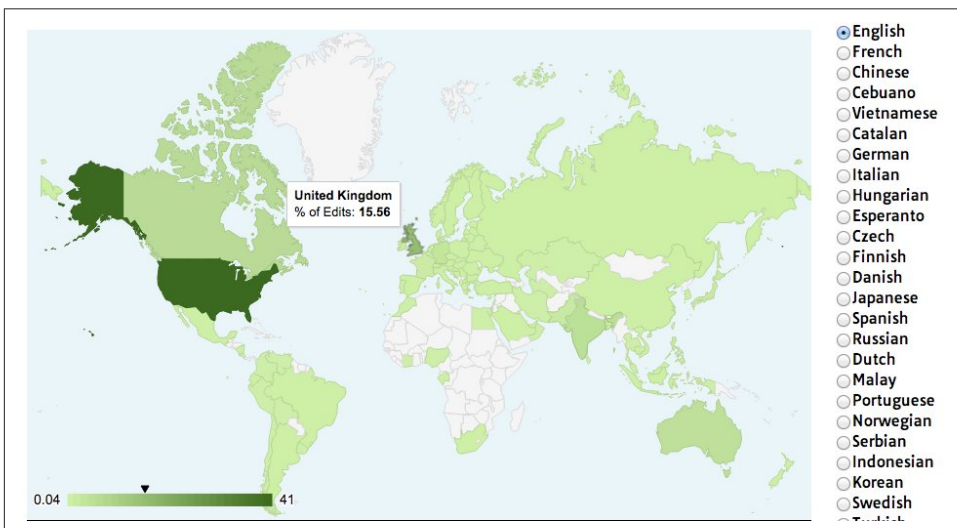 English
French
Chinese
Cebuano
Vietnamese
Catalan
German
Italian
Hungarian
Esperanto
Czech
Finnish
Danish
Japanese
Spanish
Russian
Dutch
Malay
Portuguese
Norwegian
Serbian
Indonesian
Korean
Swedish
Turkish
United Kingdom
% of Edits: 15.56
0.04
41